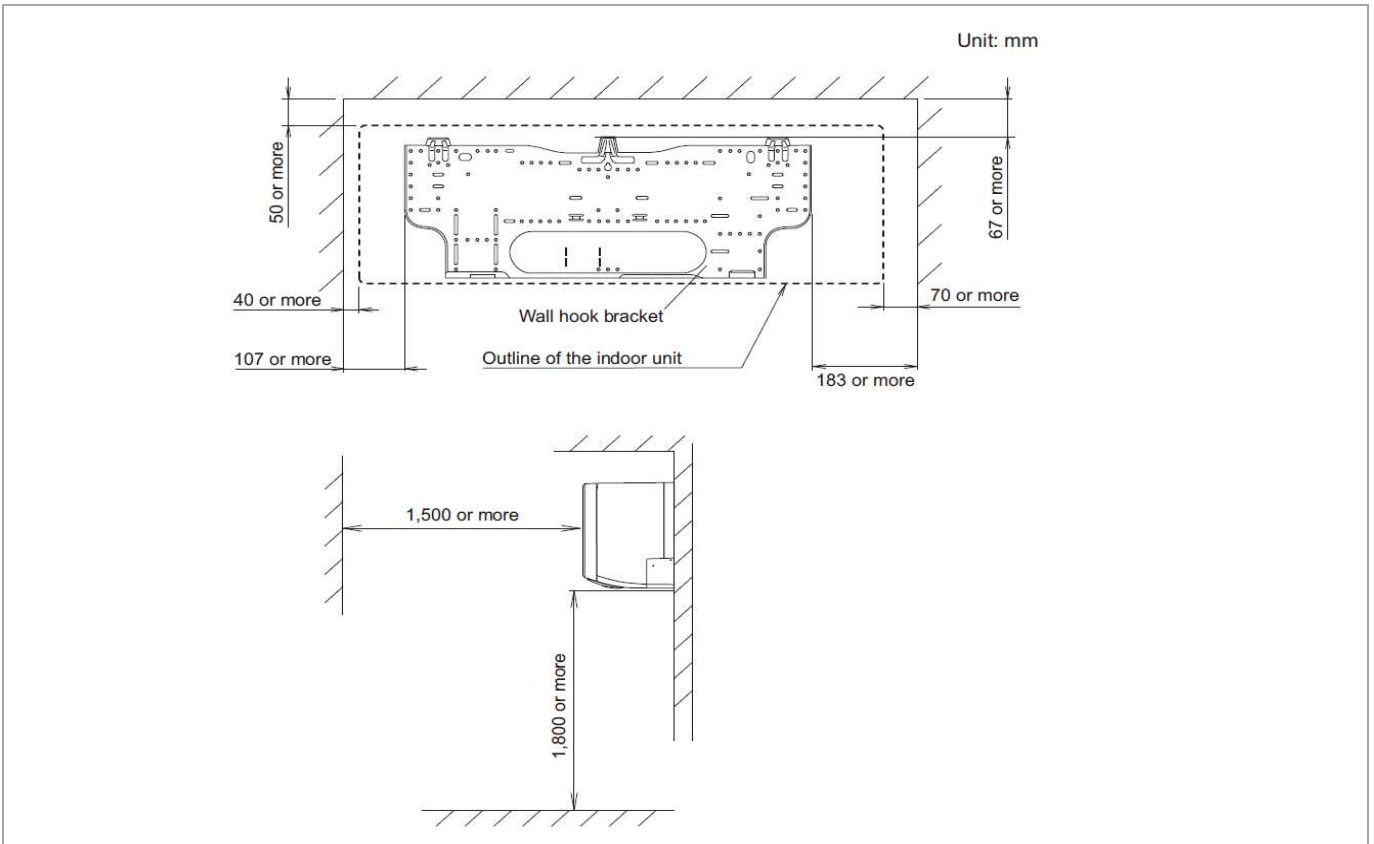 Unit: mm
50 or more
67 or more
40 or more
70 or more
Wall hook bracket
107 or more
Outline of the indoor unit
183 or more
1,500 or more
1,800 or more